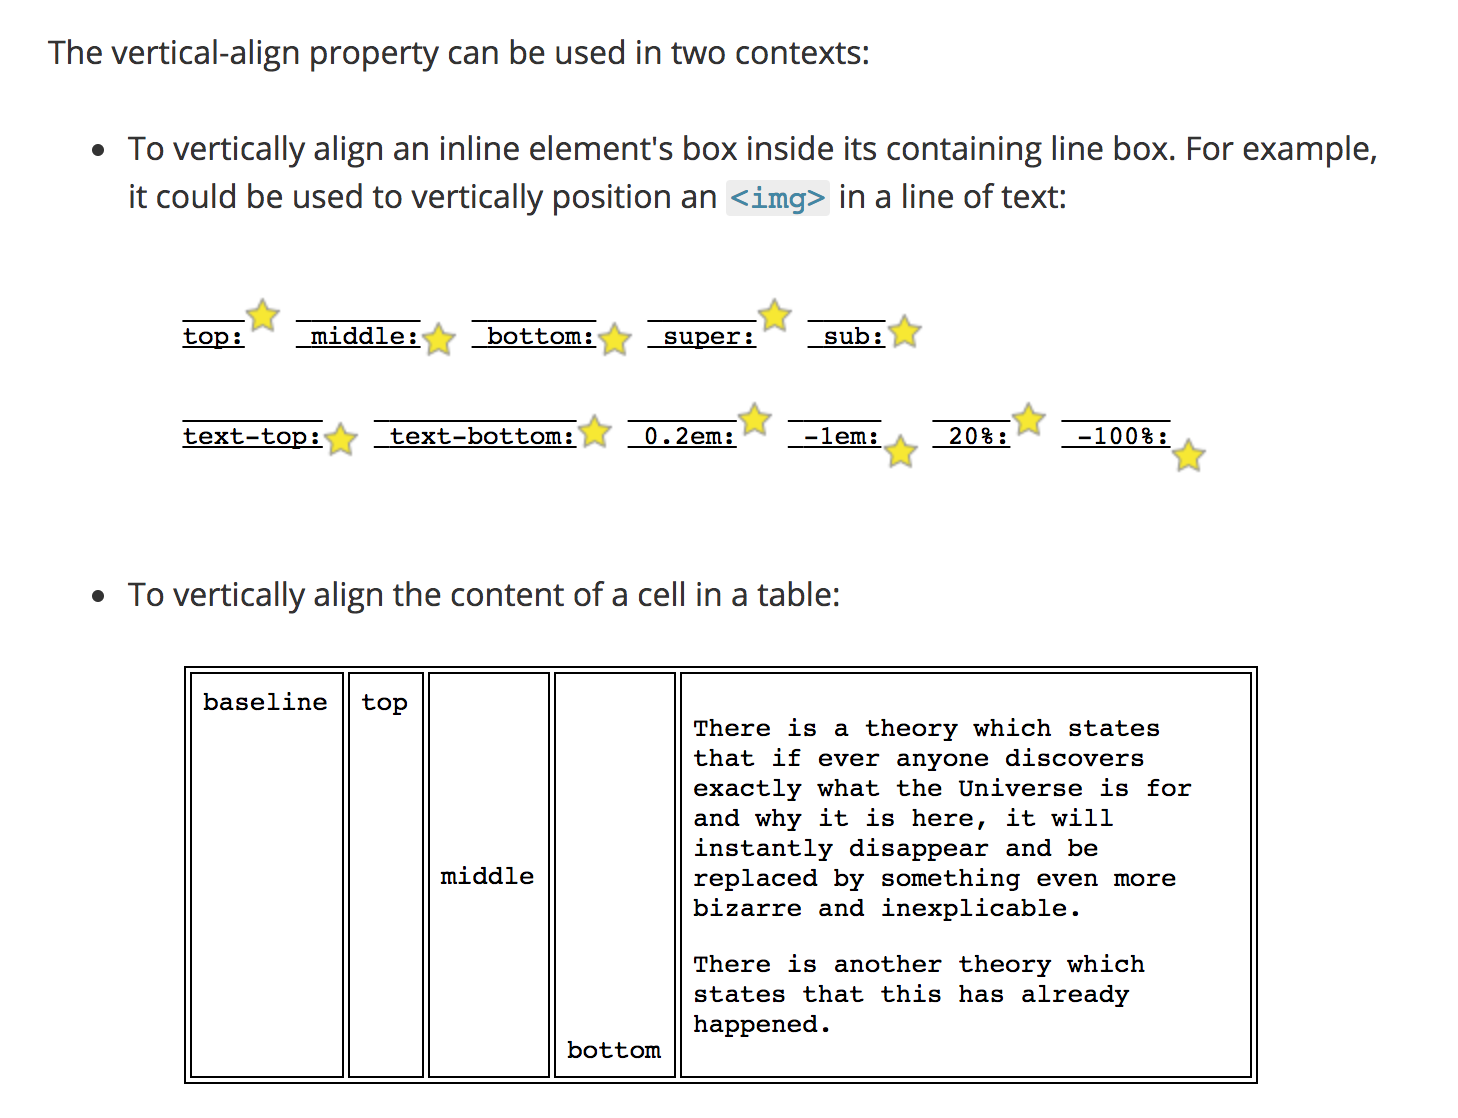 The vertical-align property can be used in two contexts:
To vertically align an inline element's box inside its containing line box. For example,
it could be used to vertically position an <img> in a line of text:
top: middle: bottom: super: sub:
text-top: text-bottom: 0.2em: -1em: 20%: -100%:
To vertically align the content of a cell in a table:
baseline
top
middle
bottom
There is a theory which states
that if ever anyone discovers
exactly what the Universe is for
and why it is here, it will
instantly disappear and be
replaced by something even more
bizarre and inexplicable.
There is another theory which
states that this has already
happened.